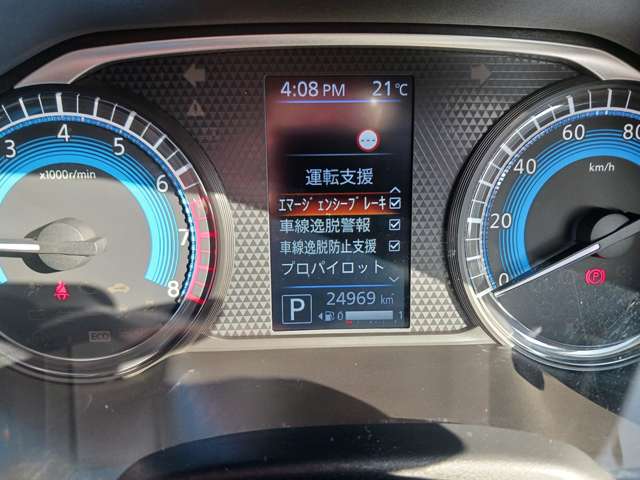 4:08 PM 21℃
運転支援
エマージェンシーブレーキ
車線逸脱警報
車線逸脱防止支援
プロパイロット
P 24969 km
0 1
3 4 5 6 7 8
x1000r/min
ECO
0 20 40 60 80
km/h
P